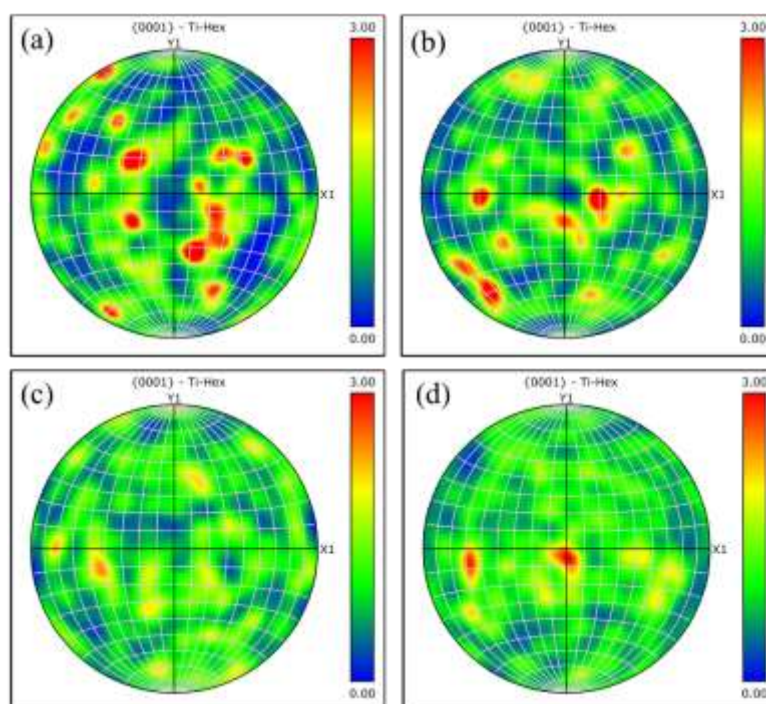 (a)
{0001} - Ti-Hex
Y1
X1
3.00
0.00
(b)
{0001} - Ti-Hex
Y1
X1
3.00
0.00
(c)
{0001} - Ti-Hex
Y1
X1
3.00
0.00
(d)
{0001} - Ti-Hex
Y1
X1
3.00
0.00